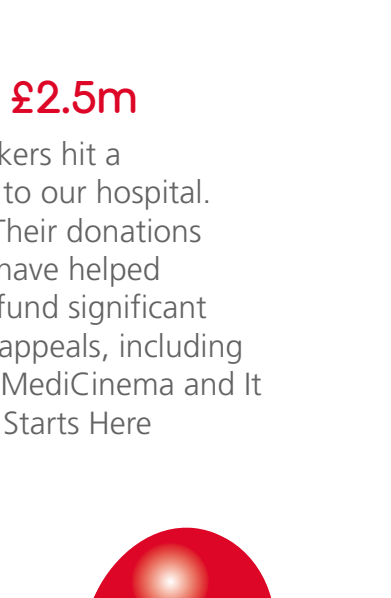 £2.5m
kers hit a
to our hospital.
Their donations
have helped
fund significant
appeals, including
MediCinema and It
Starts Here